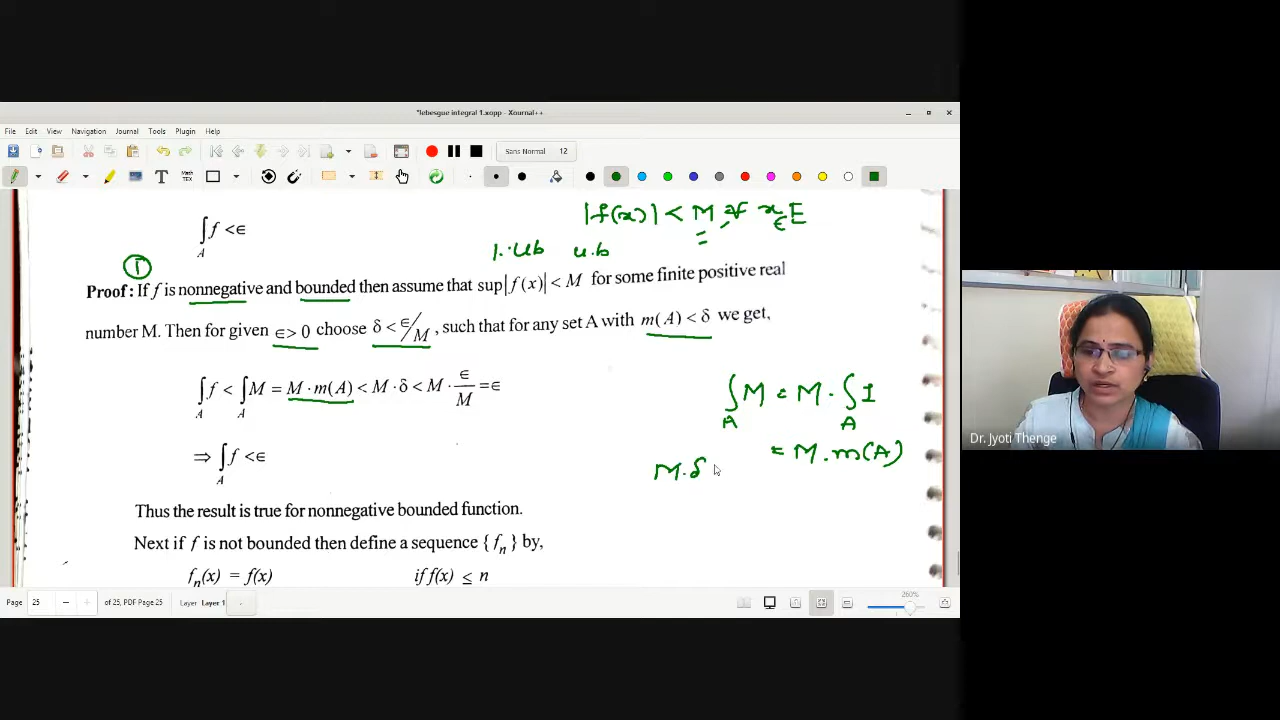 *lebesgue integral 1.xopp - Xournal++
File Edit View Navigation Journal Tools Plugin Help
Sans Normal 12
∫_A f < ∈
|f(x)| < M ∀ x ∈ E
l.ub u.b
①
Proof : If f is nonnegative and bounded then assume that sup|f(x)| < M for some finite positive real
number M. Then for given ∈> 0 choose δ < ∈/M, such that for any set A with m(A) < δ we get,
∫_A f < ∫_A M = M · m(A) < M · δ < M · ∈/M = ∈
∫_A M = M · ∫_A 1
= M . m(A)
M . δ
⇒ ∫_A f < ∈
Thus the result is true for nonnegative bounded function.
Next if f is not bounded then define a sequence {f_n} by,
f_n(x) = f(x) if f(x) ≤ n
Page 25 of 25, PDF Page 25 Layer Layer 1 260%
Dr. Jyoti Thenge